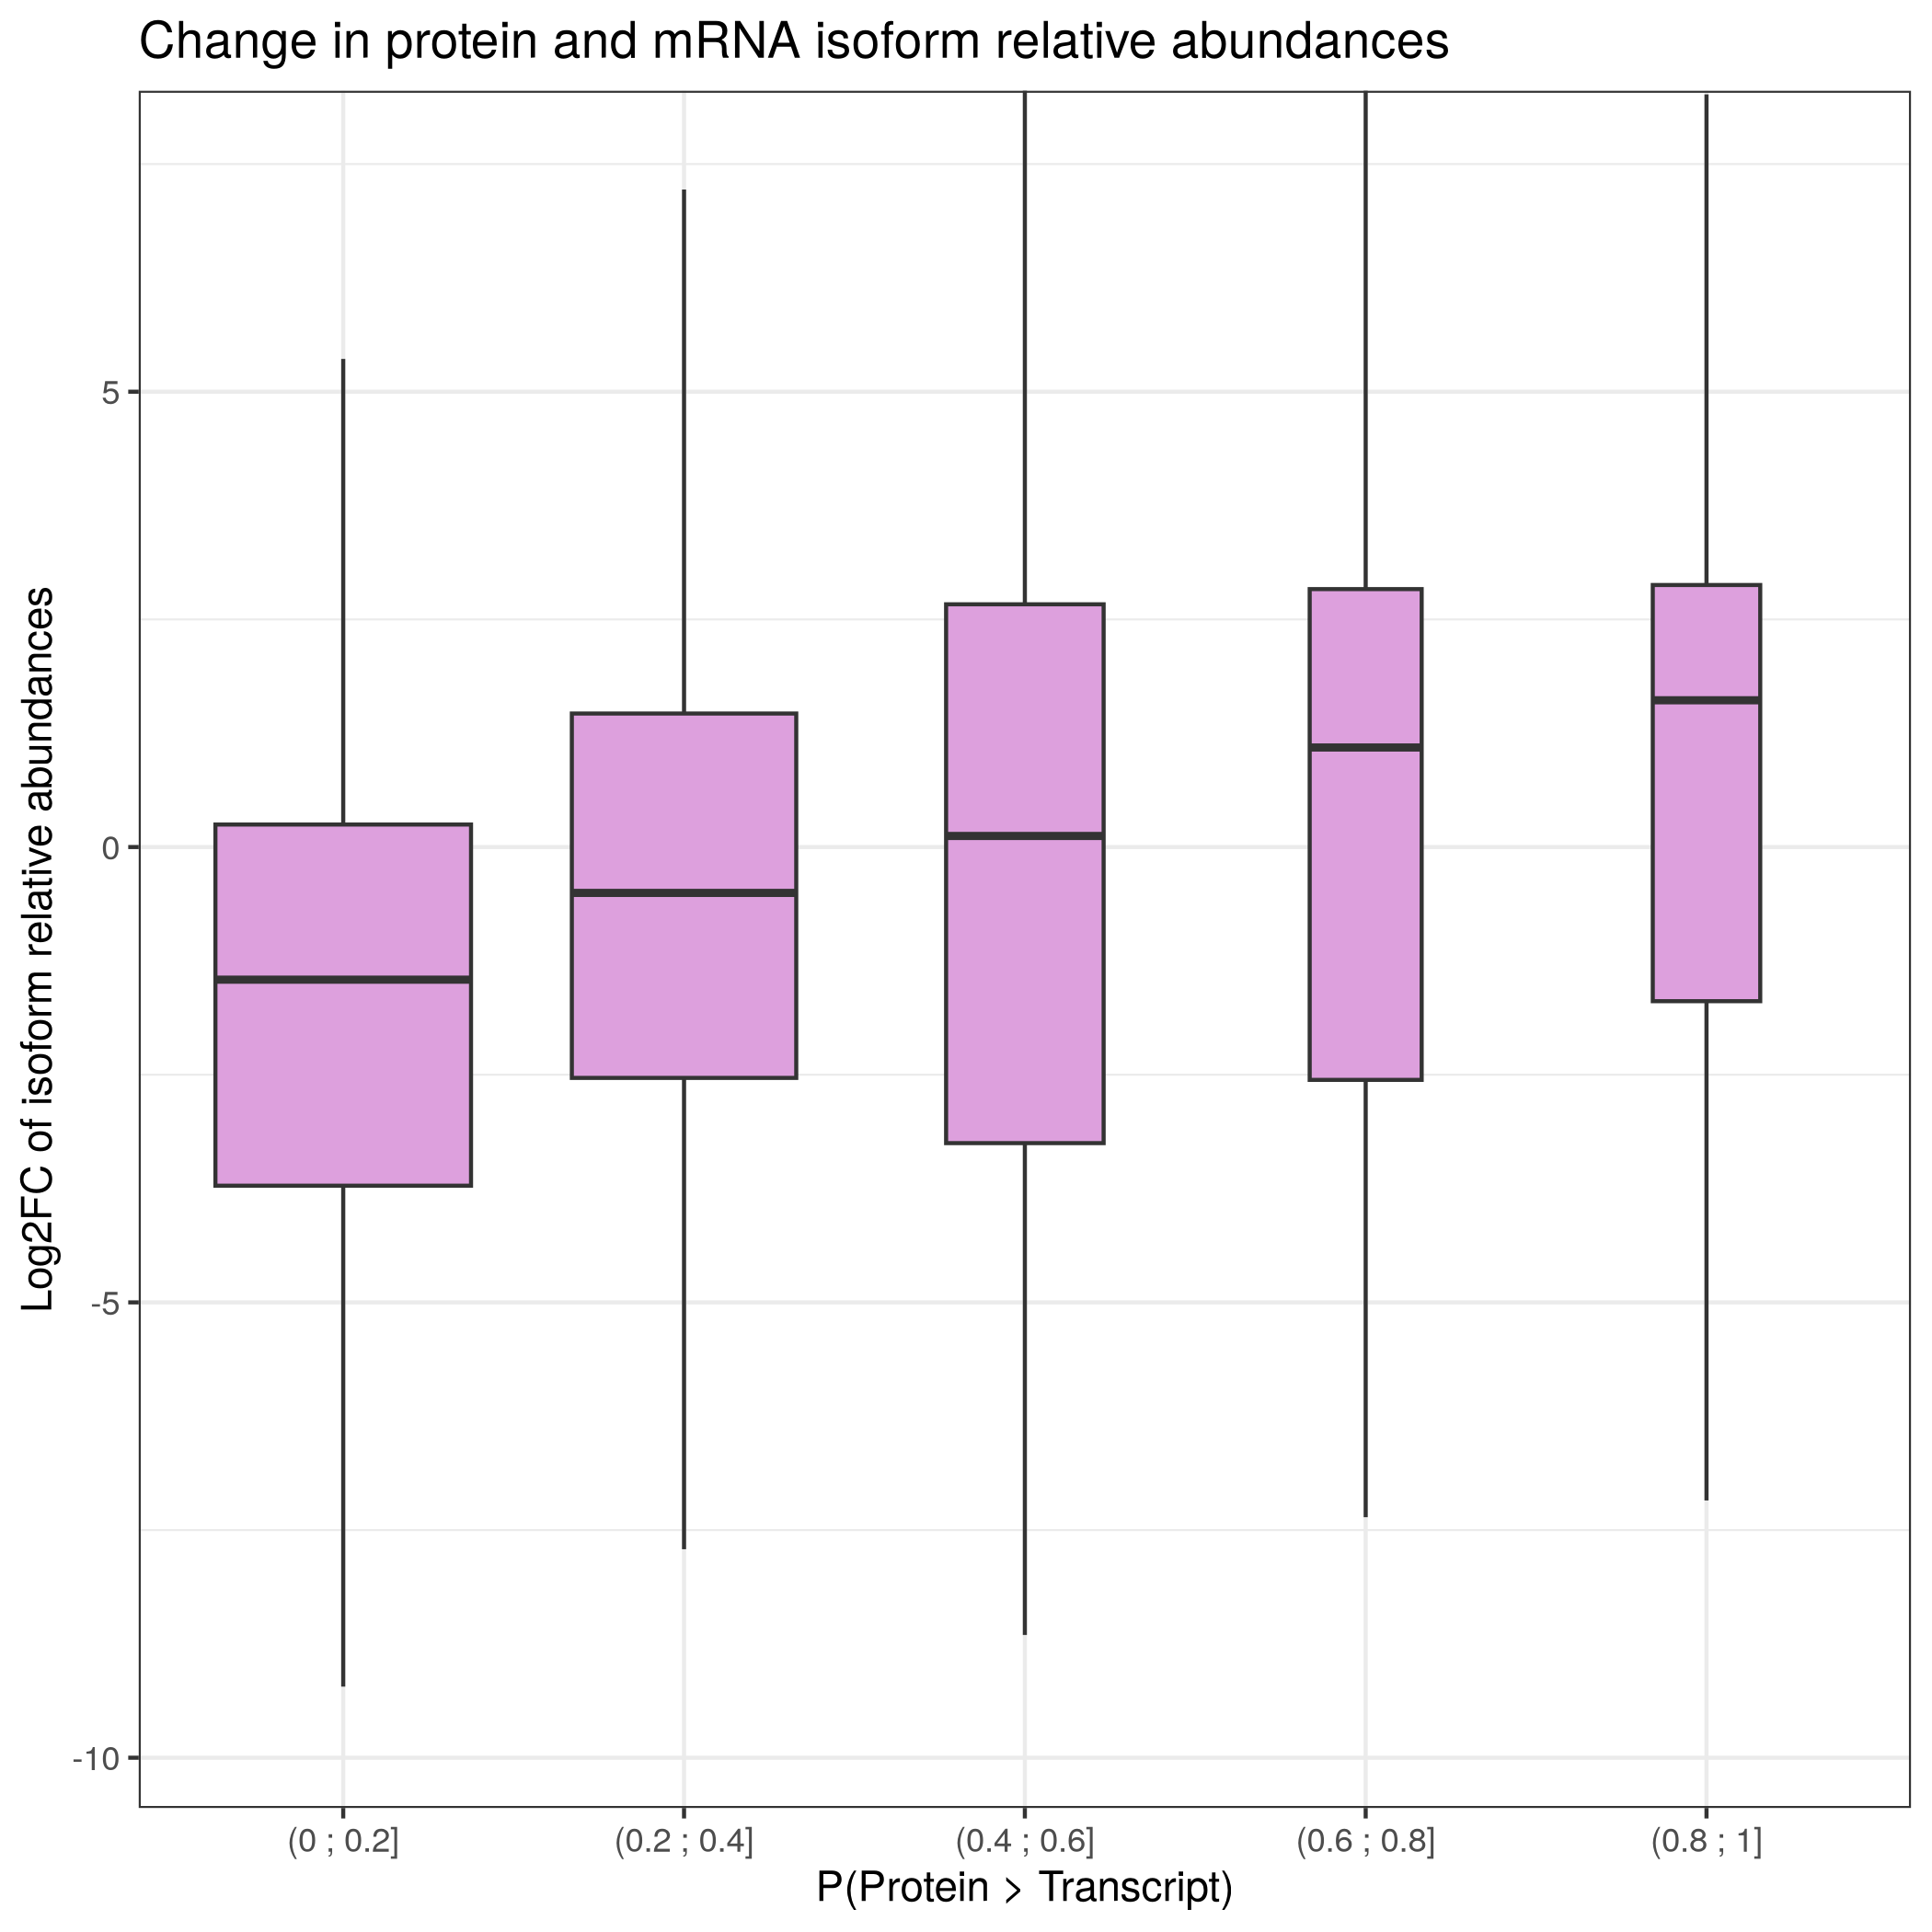 Change in protein and mRNA isoform relative abundances
Log2FC of isoform relative abundances
5
0
-5
-10
(0 ; 0.2]
(0.2 ; 0.4]
(0.4 ; 0.6]
(0.6 ; 0.8]
(0.8 ; 1]
P(Protein > Transcript)